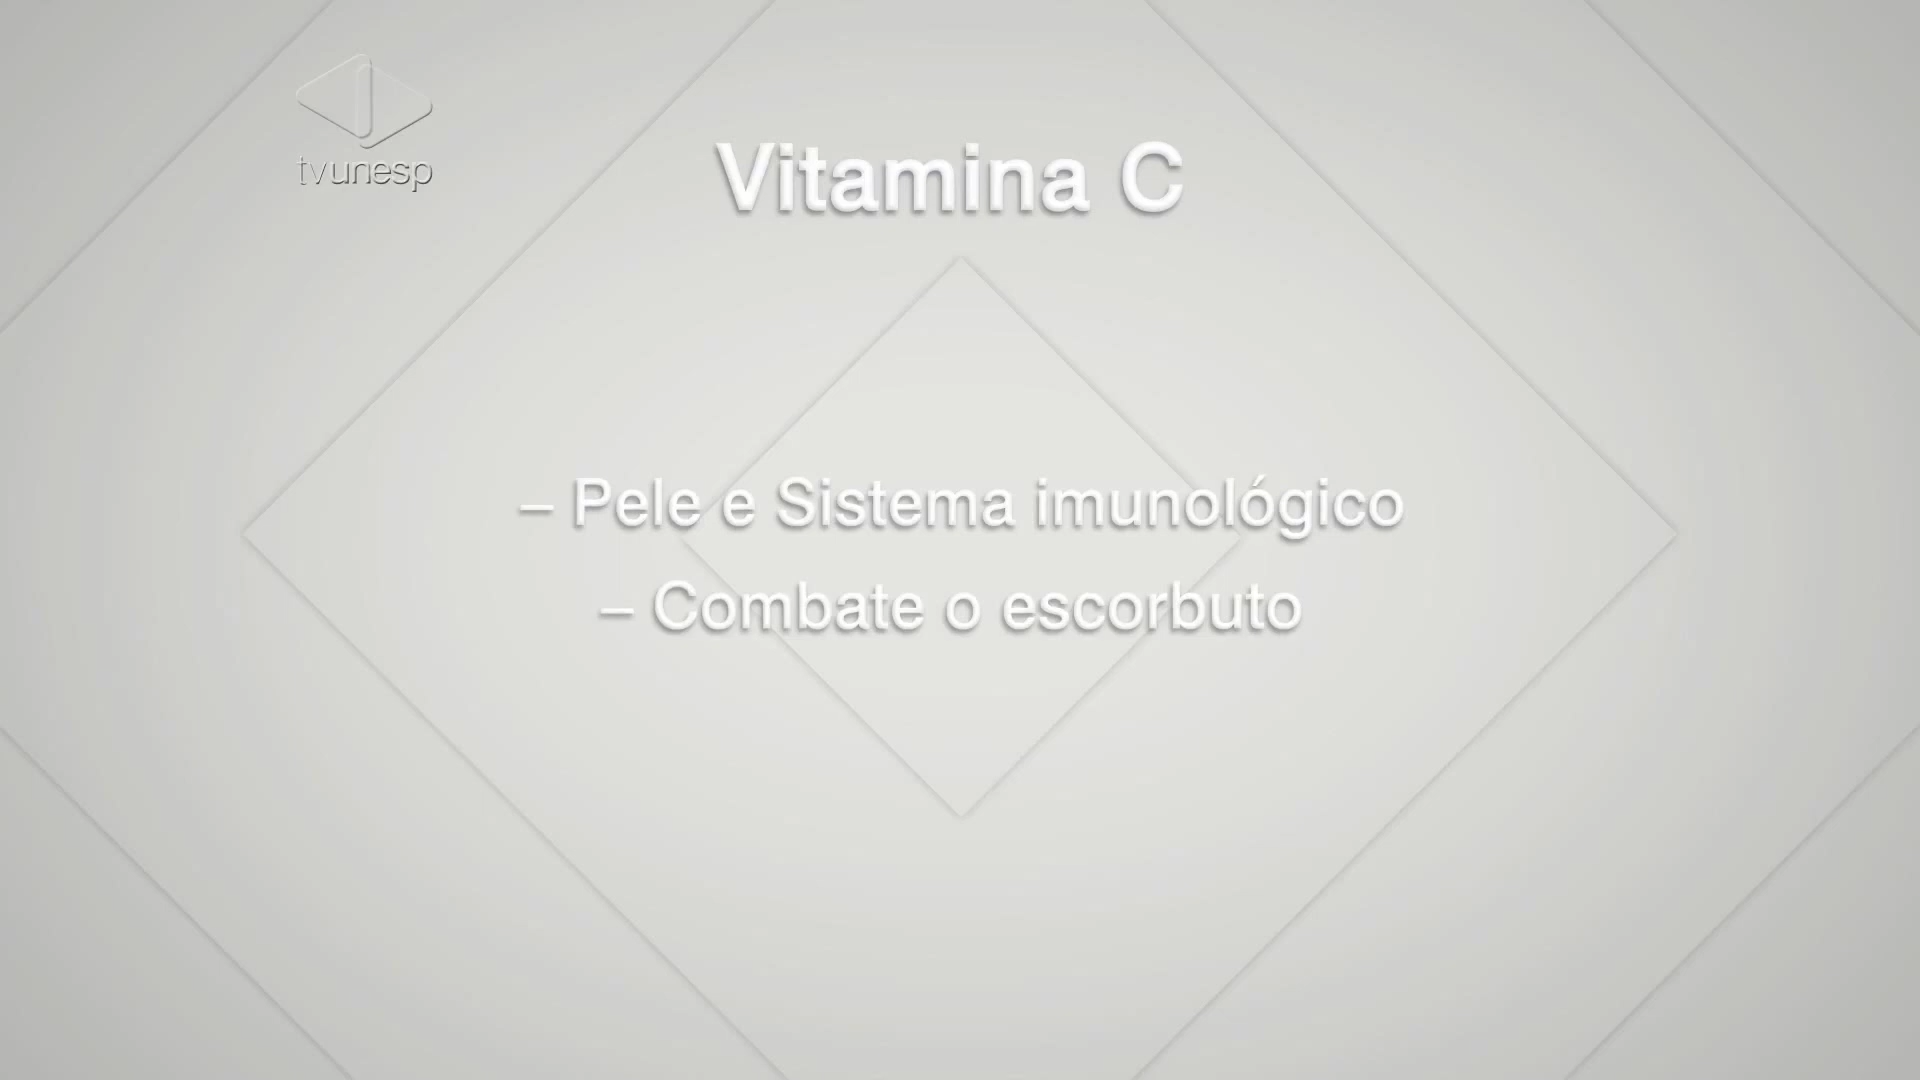 tvunesp
Vitamina C
– Pele e Sistema imunológico
– Combate o escorbuto